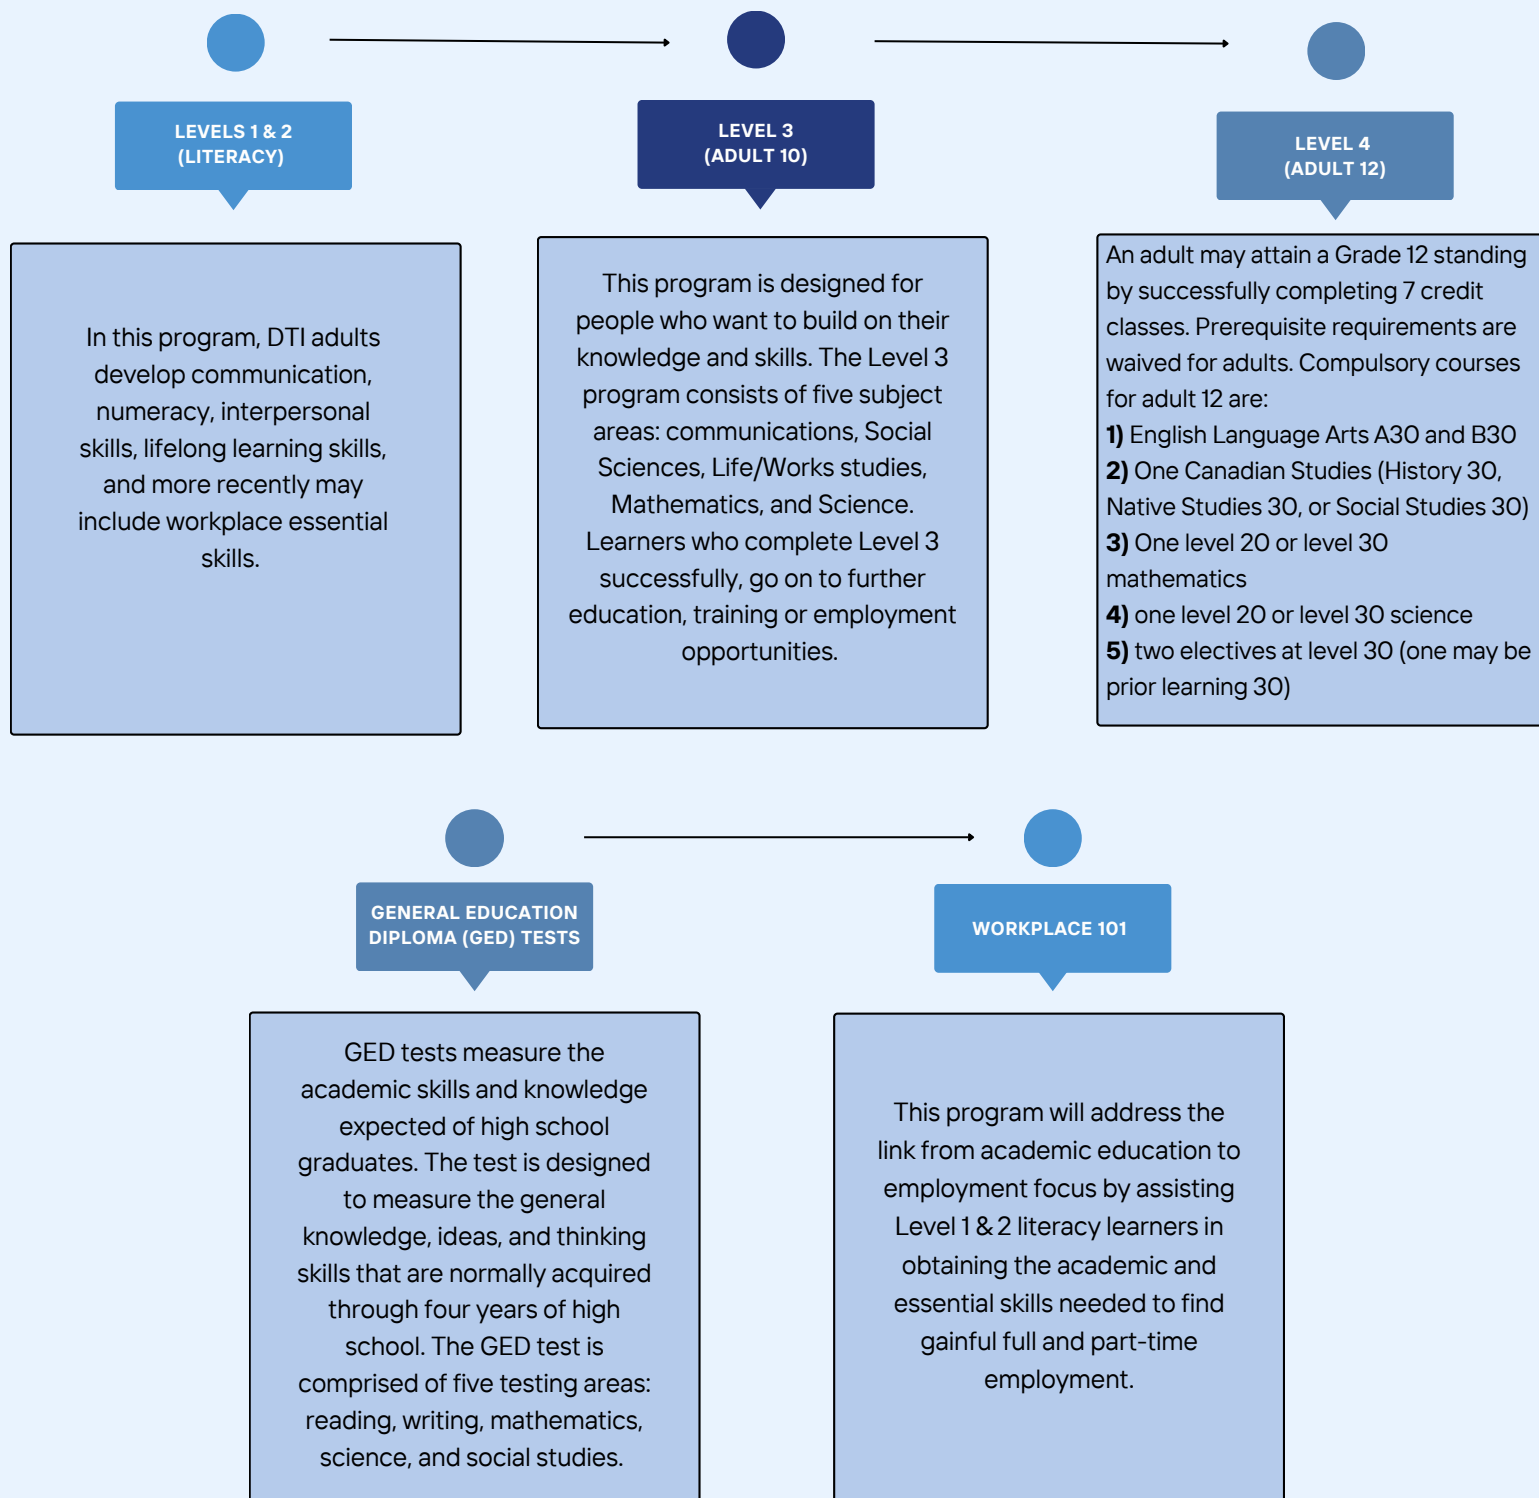 LEVELS 1 & 2
(LITERACY)
In this program, DTI adults
develop communication,
numeracy, interpersonal
skills, lifelong learning skills,
and more recently may
include workplace essential
skills.
LEVEL 3
(ADULT 10)
This program is designed for
people who want to build on their
knowledge and skills. The Level 3
program consists of five subject
areas: communications, Social
Sciences, Life/Works studies,
Mathematics, and Science.
Learners who complete Level 3
successfully, go on to further
education, training or employment
opportunities.
LEVEL 4
(ADULT 12)
An adult may attain a Grade 12 standing
by successfully completing 7 credit
classes. Prerequisite requirements are
waived for adults. Compulsory courses
for adult 12 are:
1) English Language Arts A30 and B30
2) One Canadian Studies (History 30,
Native Studies 30, or Social Studies 30)
3) One level 20 or level 30
mathematics
4) one level 20 or level 30 science
5) two electives at level 30 (one may be
prior learning 30)
GENERAL EDUCATION
DIPLOMA (GED) TESTS
GED tests measure the
academic skills and knowledge
expected of high school
graduates. The test is designed
to measure the general
knowledge, ideas, and thinking
skills that are normally acquired
through four years of high
school. The GED test is
comprised of five testing areas:
reading, writing, mathematics,
science, and social studies.
WORKPLACE 101
This program will address the
link from academic education to
employment focus by assisting
Level 1 & 2 literacy learners in
obtaining the academic and
essential skills needed to find
gainful full and part-time
employment.